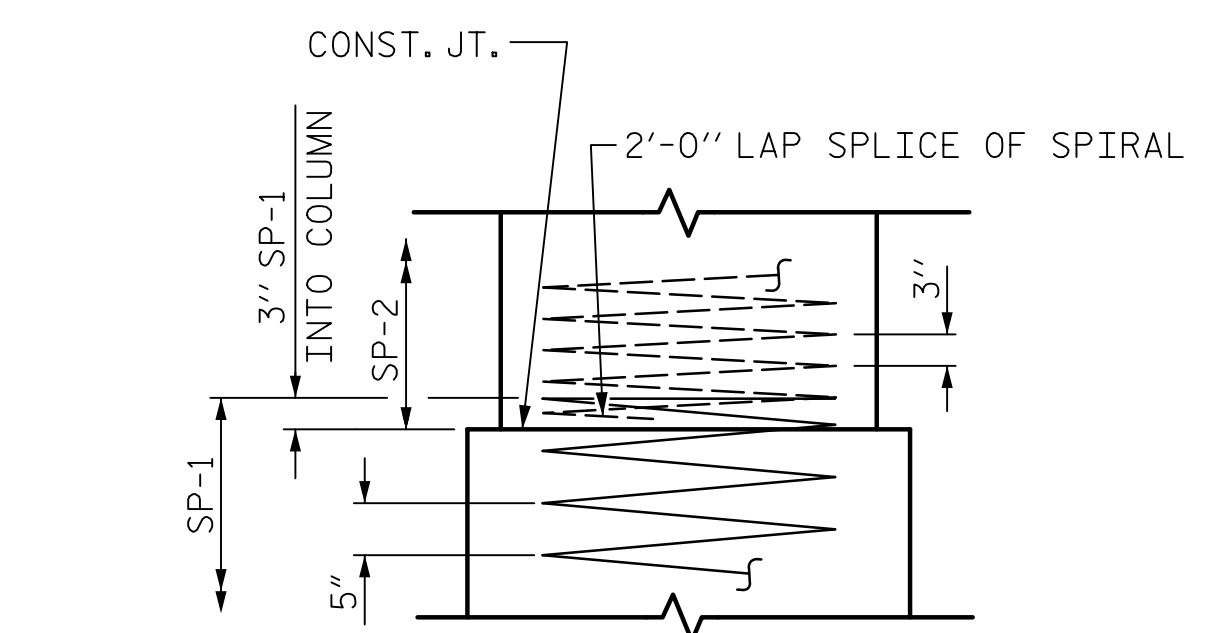 CONST. JT.
2'-0" LAP SPLICE OF SPIRAL
3" SP-1
INTO COLUMN
SP-2
3"
SP-1
5"